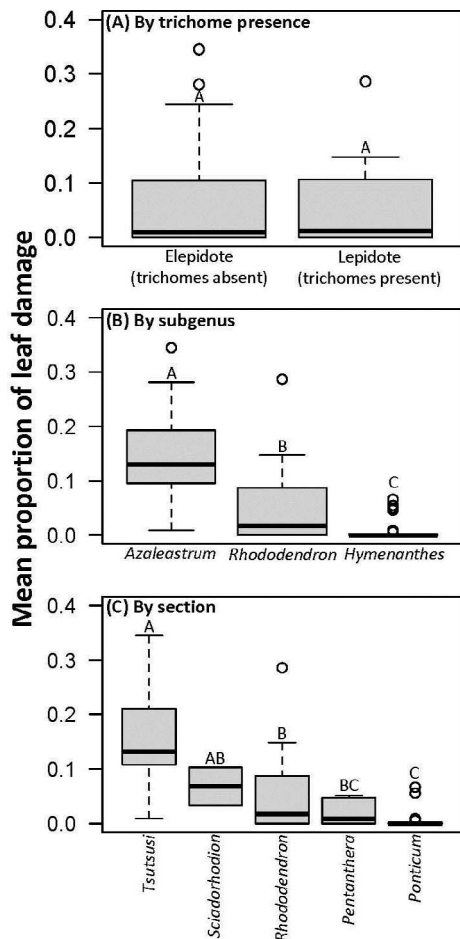 Mean proportion of leaf damage
(A) By trichome presence
0.4
0.3
0.2
0.1
0.0
A
A
Elepidote
(trichomes absent)
Lepidote
(trichomes present)
(B) By subgenus
0.4
0.3
0.2
0.1
0.0
A
B
C
Azaleastrum
Rhododendron
Hymenanthes
(C) By section
0.4
0.3
0.2
0.1
0.0
A
AB
B
BC
C
Tsutsusi
Sciadorhodion
Rhododendron
Pentanthera
Ponticum